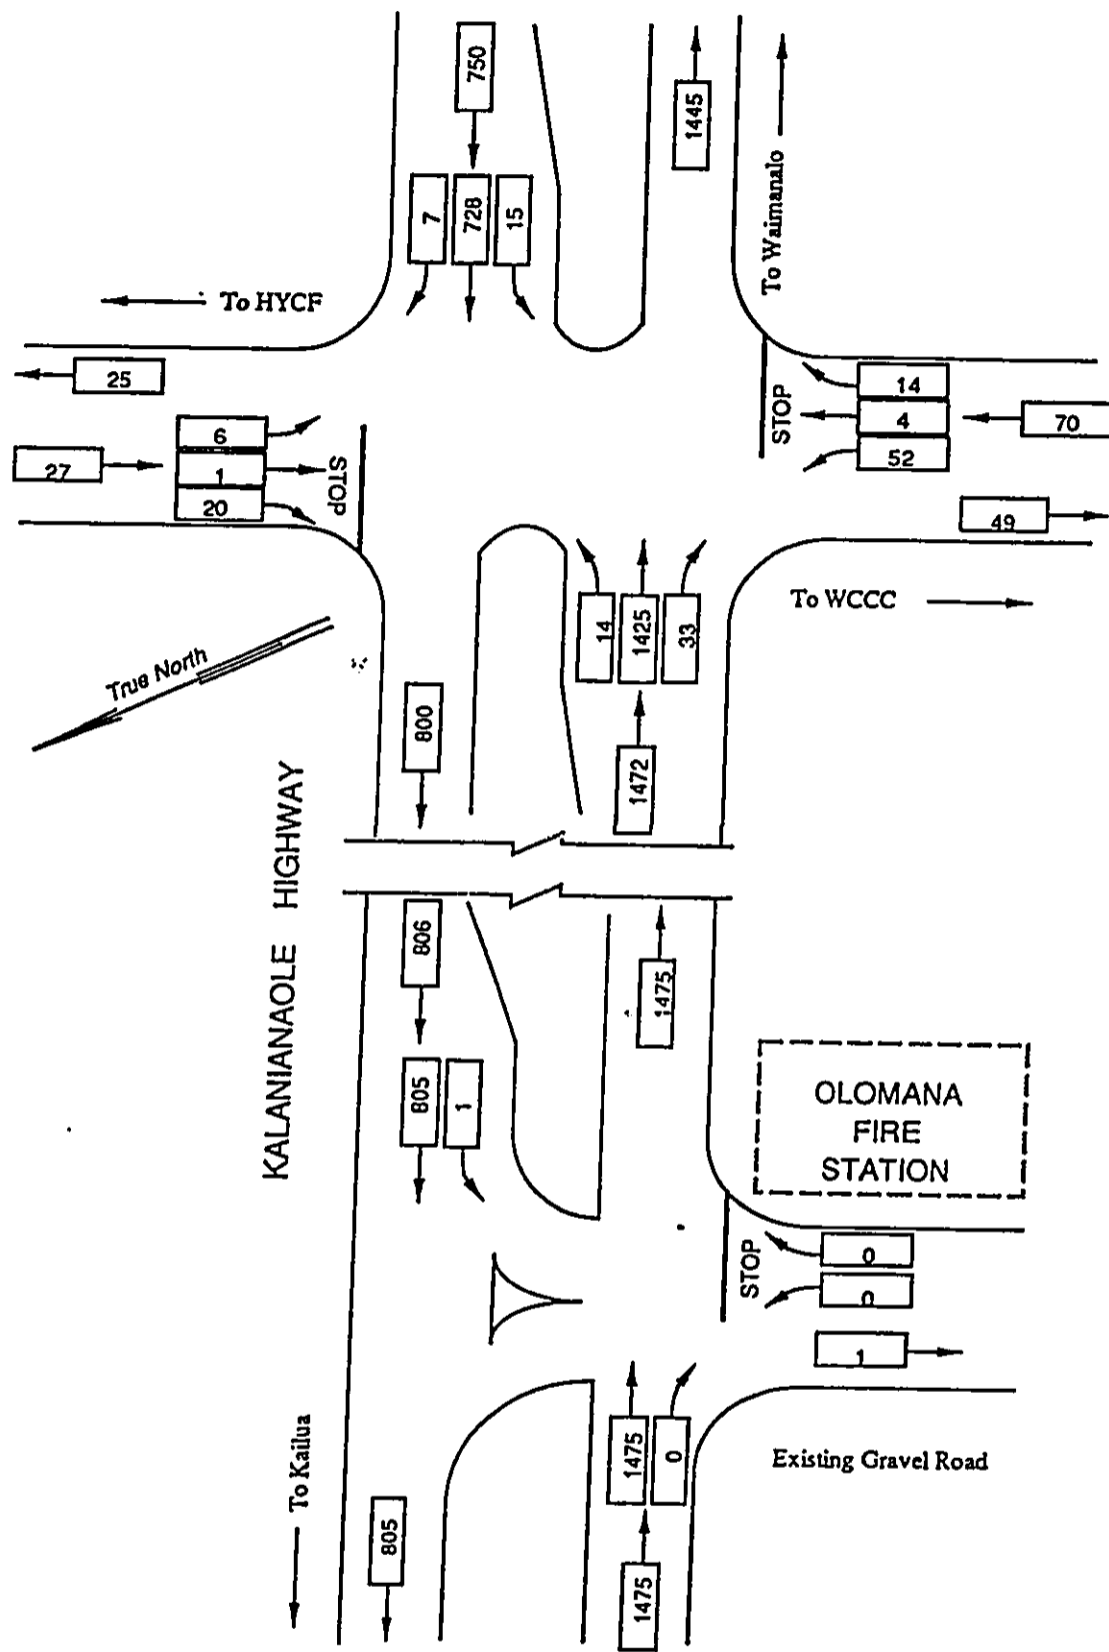 750
1445
7
728
15
To HYCF
To Waimanalo
25
6
1
20
27
STOP
STOP
14
4
52
70
49
To WCCC
14
1425
33
True North
800
1472
KALANIANAOLE HIGHWAY
806
1475
805
1
OLOMANA
FIRE
STATION
STOP
0
0
1
1475
0
Existing Gravel Road
To Kailua
805
1475